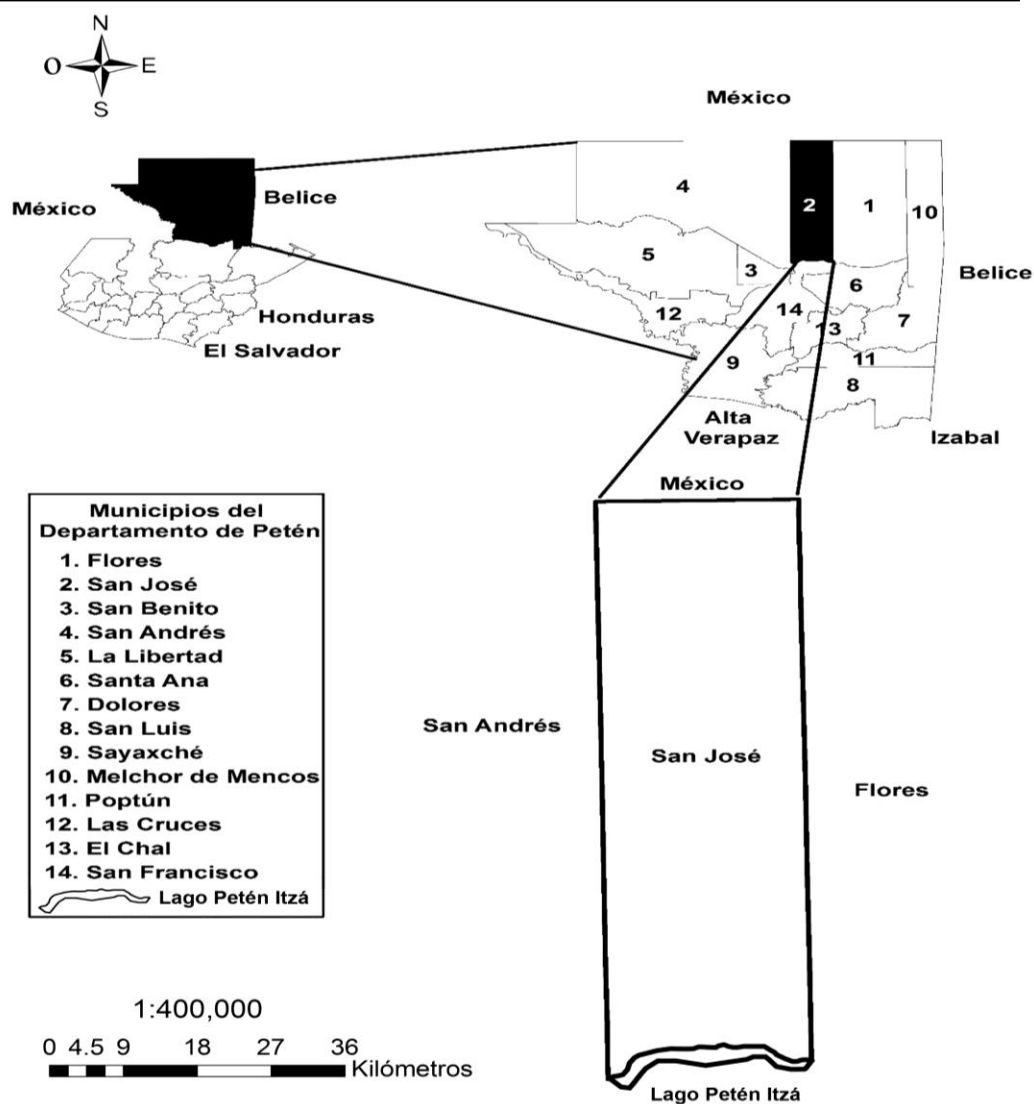 N
O E
S
México
México
Belice
Honduras
El Salvador
4
2
1
10
5
3
6
Belice
12
14
13
7
9
11
8
Alta
Verapaz
Izabal
México
Municipios del
Departamento de Petén
1. Flores
2. San José
3. San Benito
4. San Andrés
5. La Libertad
6. Santa Ana
7. Dolores
8. San Luis
9. Sayaxché
10. Melchor de Mencos
11. Poptún
12. Las Cruces
13. El Chal
14. San Francisco
Lago Petén Itzá
San Andrés
San José
Flores
1:400,000
0 4.5 9 18 27 36
Kilómetros
Lago Petén Itzá